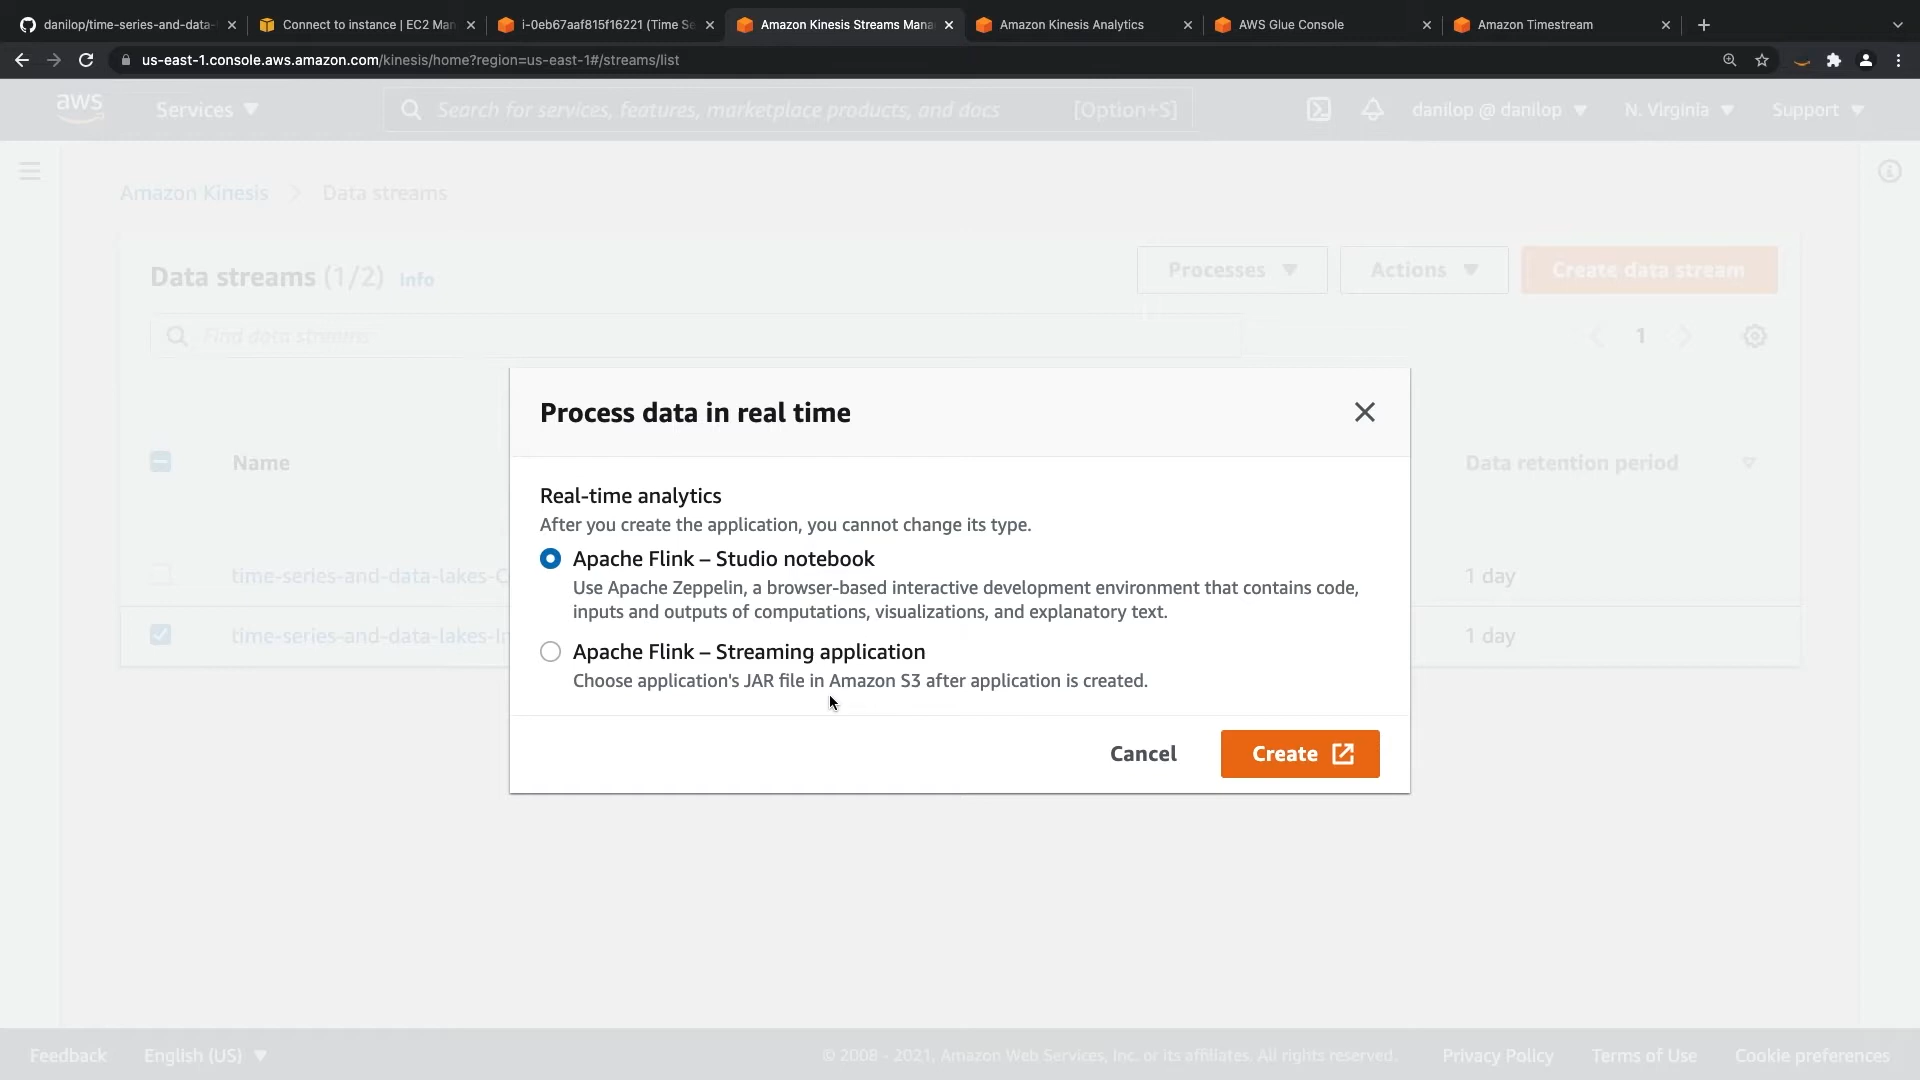 danilop/time-series-and-data-
Connect to instance | EC2 Man
i-0eb67aaf815f16221 (Time Se
Amazon Kinesis Streams Mana
Amazon Kinesis Analytics
AWS Glue Console
Amazon Timestream
us-east-1.console.aws.amazon.com/kinesis/home?region=us-east-1#/streams/list
aws
Services
Search for services, features, marketplace products, and docs
[Option+S]
danilop @ danilop
N. Virginia
Support
Amazon Kinesis
Data streams
Data streams (1/2) Info
Processes
Actions
Create data stream
Find data streams
1
Process data in real time
Name
Data retention period
Real-time analytics
After you create the application, you cannot change its type.
Apache Flink – Studio notebook
Use Apache Zeppelin, a browser-based interactive development environment that contains code,
inputs and outputs of computations, visualizations, and explanatory text.
time-series-and-data-lakes-C
1 day
time-series-and-data-lakes-In
1 day
Apache Flink – Streaming application
Choose application's JAR file in Amazon S3 after application is created.
Cancel
Create
Feedback
English (US)
© 2008 - 2021, Amazon Web Services, Inc. or its affiliates. All rights reserved.
Privacy Policy
Terms of Use
Cookie preferences